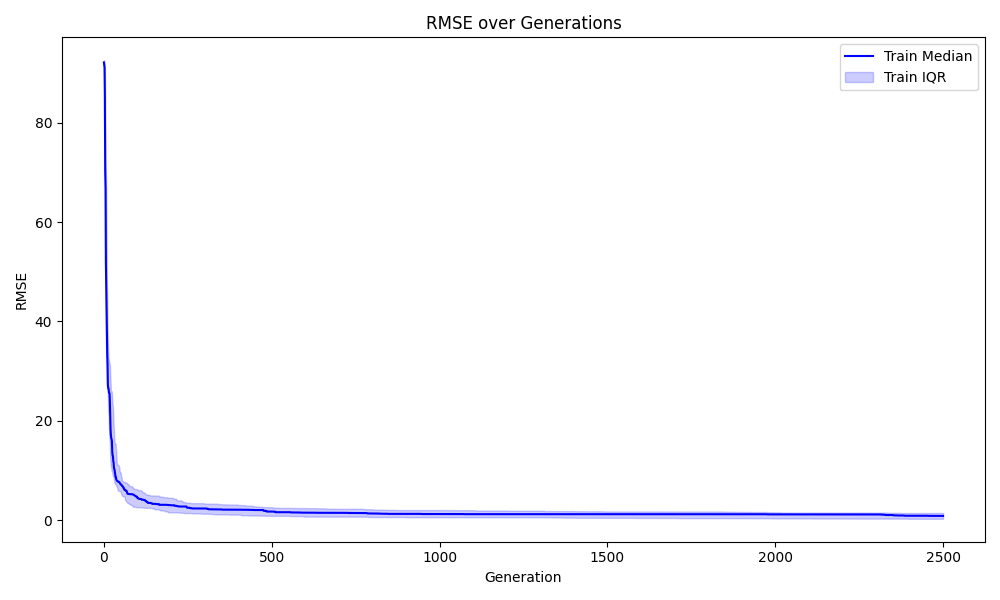 RMSE over Generations
Train Median
Train IQR
RMSE
80
60
40
20
0
0 500 1000 1500 2000 2500
Generation